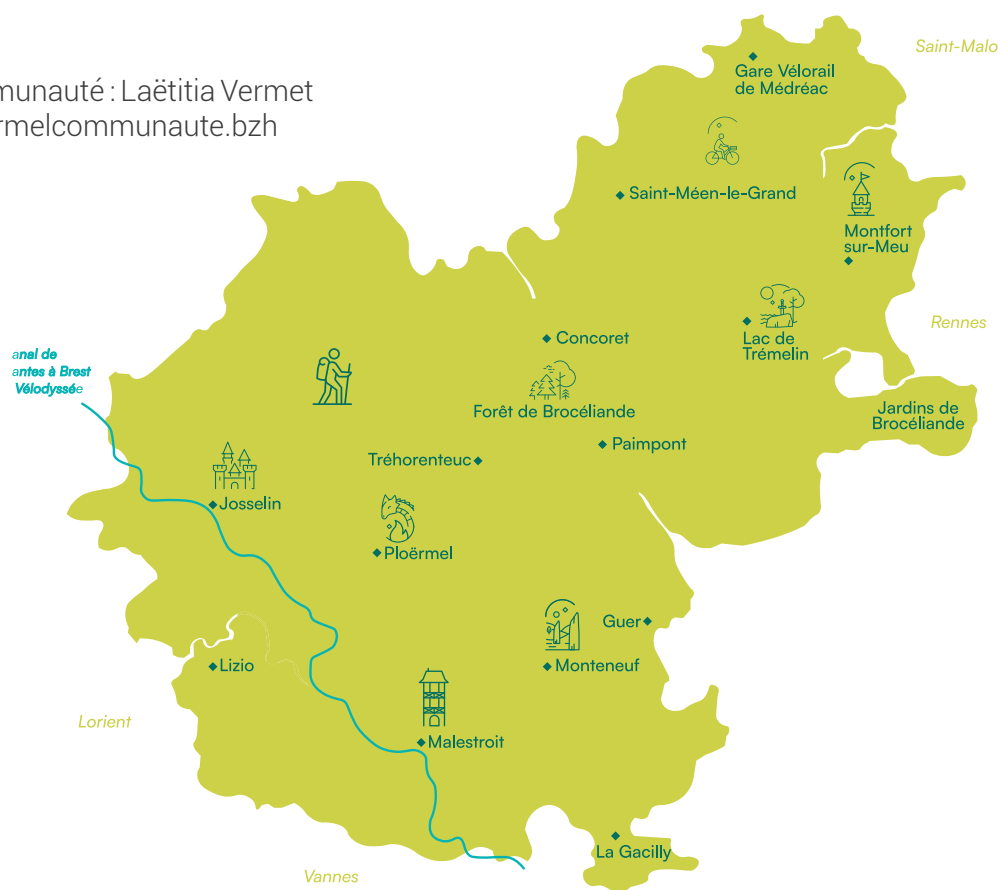 munauté : Laëtitia Vermet
rmelcommunaute.bzh
Saint-Malo
Gare Vélorail
de Médréac
Saint-Méen-le-Grand
Montfort
sur-Meu
Rennes
Lac de
Trémelin
Concoret
anal de
antes à Brest
Vélodyssée
Forêt de Brocéliande
Jardins de
Brocéliande
Paimpont
Tréhorenteuc
Josselin
Ploërmel
Guer
Monteneuf
Lizio
Lorient
Malestroit
La Gacilly
Vannes